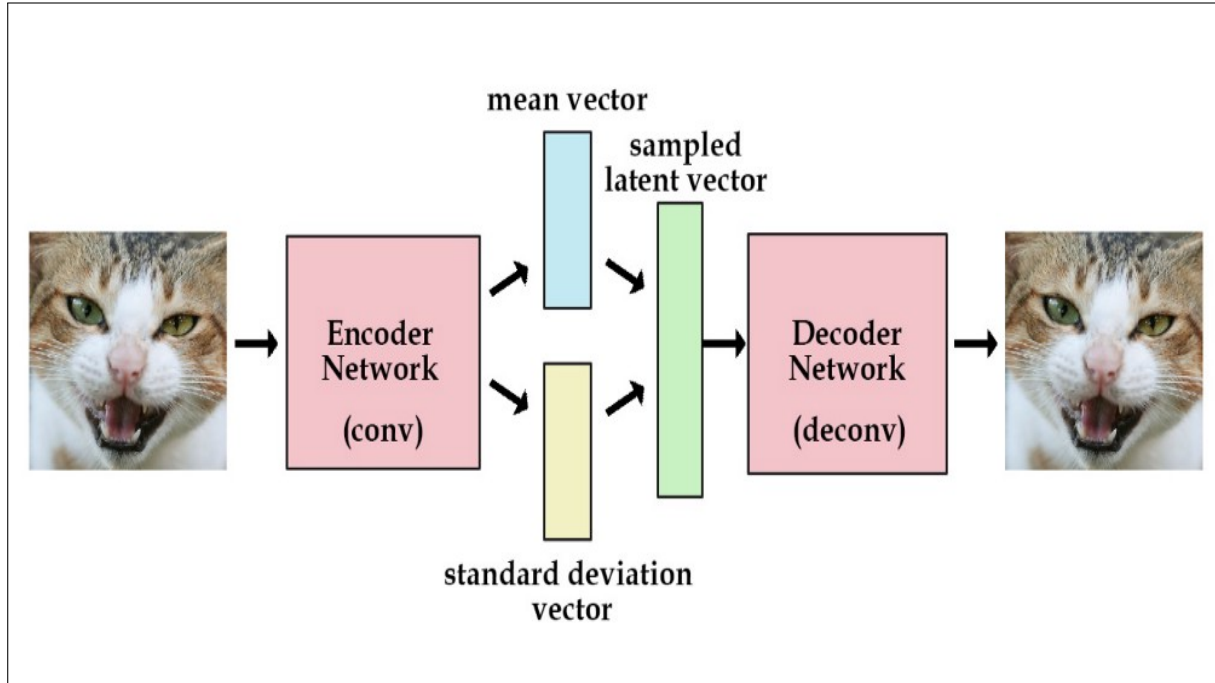 mean vector
sampled
latent vector
Encoder
Network
(conv)
Decoder
Network
(deconv)
standard deviation
vector